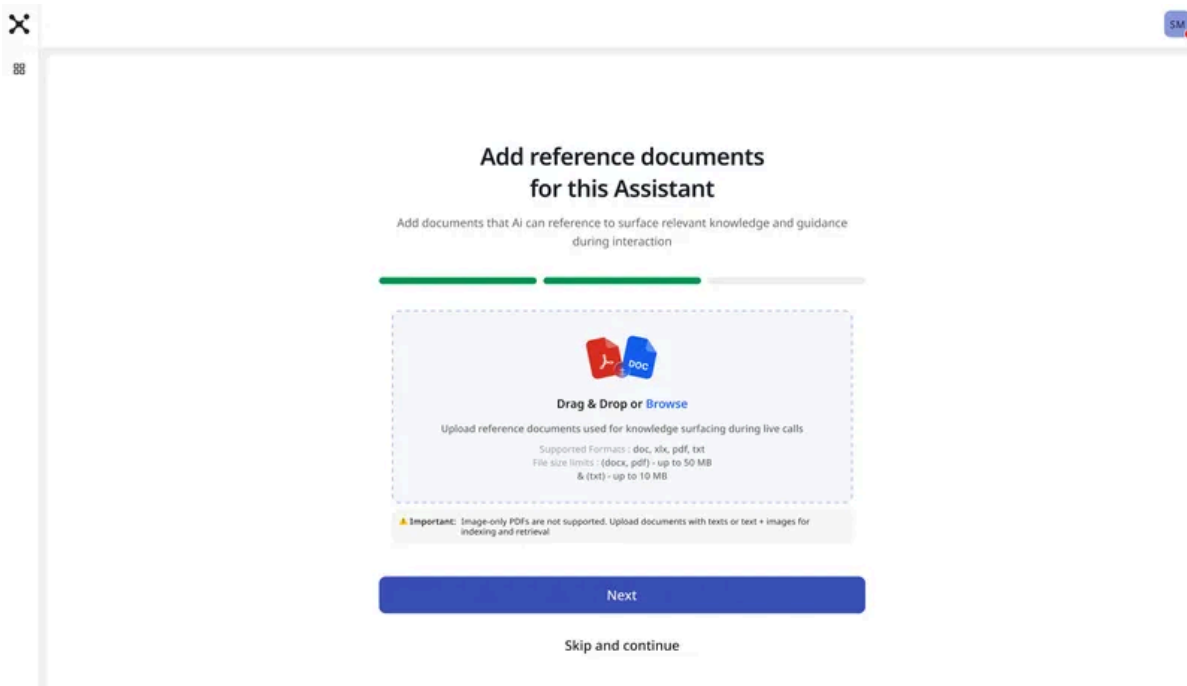 SM
Add reference documents
for this Assistant
Add documents that Ai can reference to surface relevant knowledge and guidance
during interaction
DOC
Drag & Drop or Browse
Upload reference documents used for knowledge surfacing during live calls
Supported Formats : doc, xlx, pdf, txt
File size limits : (docx, pdf) - up to 50 MB
& (txt) - up to 10 MB
Important: Image-only PDFs are not supported. Upload documents with texts or text + images for
indexing and retrieval
Next
Skip and continue